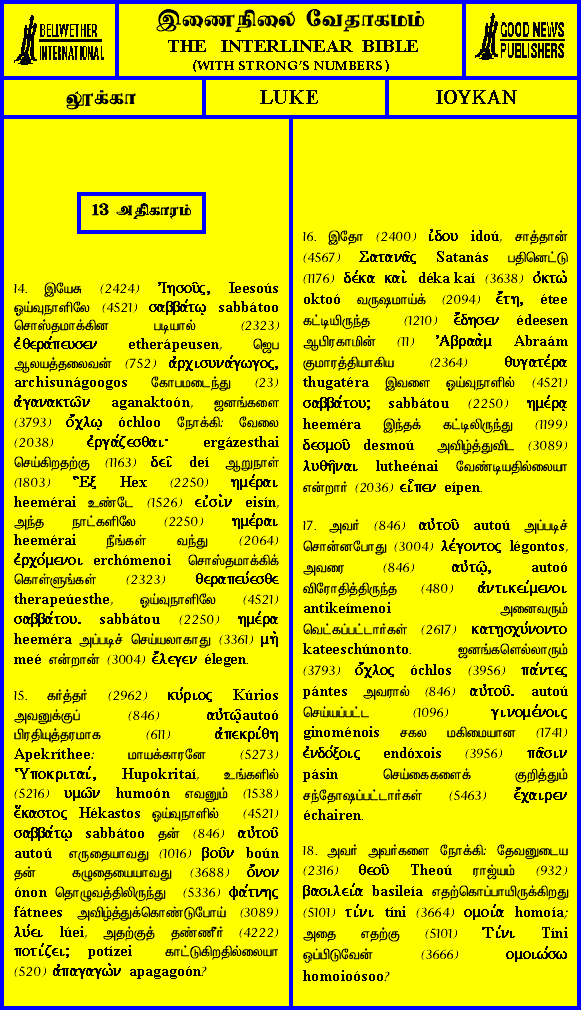 BELLWETHER
INTERNATIONAL
இணைநிலை வேதாகமம்
THE INTERLINEAR BIBLE
(WITH STRONG'S NUMBERS)
GOOD NEWS
PUBLISHERS
லூக்கா
LUKE
ΙΟΥΚΑΝ
13 அதிகாரம்
14. இயேசு (2424) Ἰησοῦς, Ieesoús
ஓய்வுநாளிலே (4521) σαββάτῳ sabbátoo
சொஸ்தமாக்கின படியால் (2323)
ἐθεράπευσεν etherápeusen, ஜெப
ஆலயத்தலைவன் (752) ἀρχισυνάγωγος,
archisunágoogos கோபமடைந்து (23)
ἀγανακτῶν aganaktoón, ஜனங்களை
(3793) ὄχλῳ óchloo நோக்கி: வேலை
(2038) ἐργάζεσθαι· ergázesthai
செய்கிறதற்கு (1163) δεῖ deí ஆறுநாள்
(1803) Ἓξ Hex (2250) ημέραι
heemérai உண்டே (1526) εἰσὶν eisín,
அந்த நாட்களிலே (2250) ημέραι
heemérai நீங்கள் வந்து (2064)
ἐρχόμενοι erchómenoi சொஸ்தமாக்கிக்
கொள்ளுங்கள் (2323) θεραπεύεσθε
therapeúesthe, ஓய்வுநாளிலே (4521)
σαββάτου. sabbátou (2250) ημέρα
heeméra அப்படிச் செய்யலாகாது (3361) μὴ
meé என்றான் (3004) ἔλεγεν élegen.
15. கர்த்தர் (2962) κύριος Kúrios
அவனுக்குப் (846) αὐτῷautoó
பிரதியுத்தரமாக (611) ἀπεκρίθη
Apekríthee: மாயக்காரனே (5273)
Ὑποκριταί, Hupokritaí, உங்களில்
(5216) υμῶν humoón எவனும் (1538)
ἕκαστος Hékastos ஓய்வுநாளில் (4521)
σαββάτῳ sabbátoo தன் (846) αὐτοῦ
autoú எருதையாவது (1016) βοῦν boún
தன் கழுதையையாவது (3688) ὄνον
ónon தொழுவத்திலிருந்து (5336) φάτνης
fátnees அவிழ்த்துக்கொண்டுபோய் (3089)
λύει lúei, அதற்குத் தண்ணீர் (4222)
ποτίζει; potízei காட்டுகிறதில்லையா
(520) ἀπαγαγὼν apagagoón?
16. இதோ (2400) ἰδου idoú, சாத்தான்
(4567) Σατανᾶς Satanás பதினெட்டு
(1176) δέκα καὶ déka kaí (3638) ὀκτὼ
oktoó வருஷமாய்க் (2094) ἔτη, étee
கட்டியிருந்த (1210) ἔδησεν édeesen
ஆபிரகாமின் (11) Ἀβραὰμ Abraám
குமாரத்தியாகிய (2364) θυγατέρα
thugatéra இவளை ஓய்வுநாளில் (4521)
σαββάτου; sabbátou (2250) ημέρᾳ
heeméra இந்தக் கட்டிலிருந்து (1199)
δεσμοῦ desmoú அவிழ்த்துவிட (3089)
λυθῆναι lutheénai வேண்டியதில்லையா
என்றார் (2036) εἶπεν eípen.
17. அவர் (846) αὐτοῦ autoú அப்படிச்
சொன்னபோது (3004) λέγοντος légontos,
அவரை (846) αὐτῷ, autoó
விரோதித்திருந்த (480) ἀντικείμενοι
antikeímenoi அனைவரும்
வெட்கப்பட்டார்கள் (2617) κατησχύνοντο
kateeschúnonto. ஜனங்களெல்லாரும்
(3793) ὄχλος óchlos (3956) πάντες
pántes அவரால் (846) αὐτοῦ. autoú
செய்யப்பட்ட (1096) γινομένοις
ginoménois சகல மகிமையான (1741)
ἐνδόξοις endóxois (3956) πᾶσιν
pásin செய்கைகளைக் குறித்தும்
சந்தோஷப்பட்டார்கள் (5463) ἔχαιρεν
échairen.
18. அவர் அவர்களை நோக்கி: தேவனுடைய
(2316) θεοῦ Theoú ராஜ்யம் (932)
βασιλεία basileía எதற்கொப்பாயிருக்கிறது
(5101) τίνι tíni (3664) ομοία homoía;
அதை எதற்கு (5101) Τίνι Tíni
ஒப்பிடுவேன் (3666) ομοιώσω
homoioósoo?